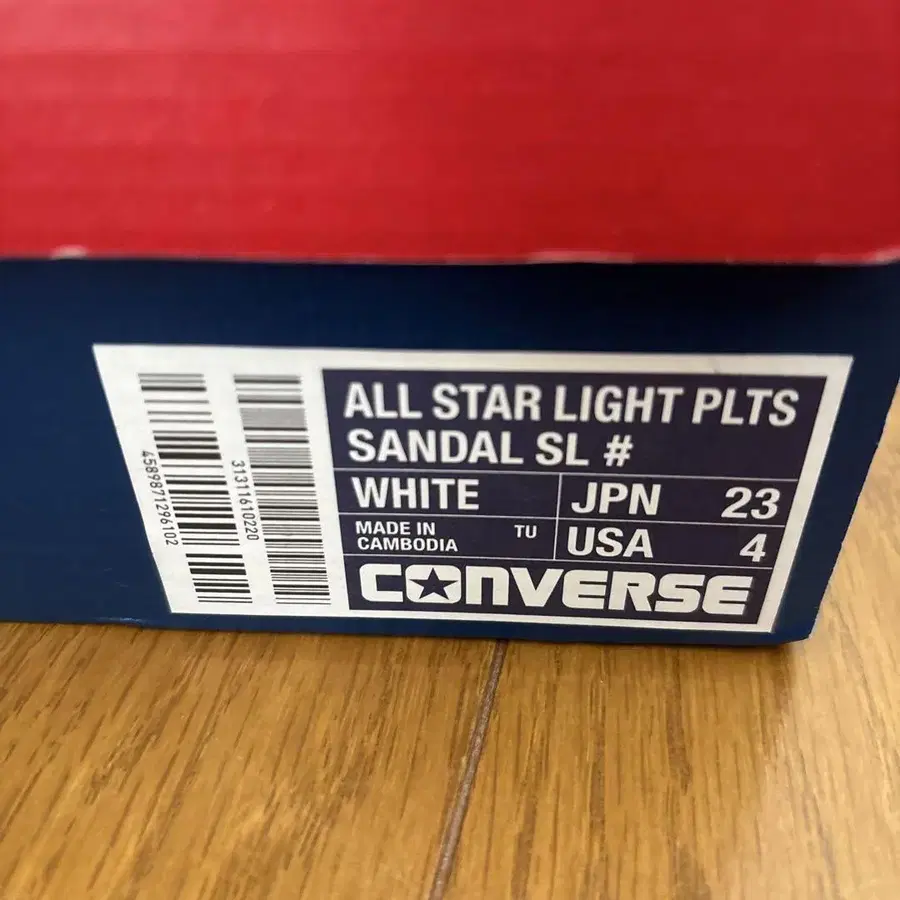 4589871296102
31311610220
ALL STAR LIGHT PLTS
SANDAL SL #
WHITE
JPN 23
MADE IN
CAMBODIA
TU
USA 4
CONVERSE